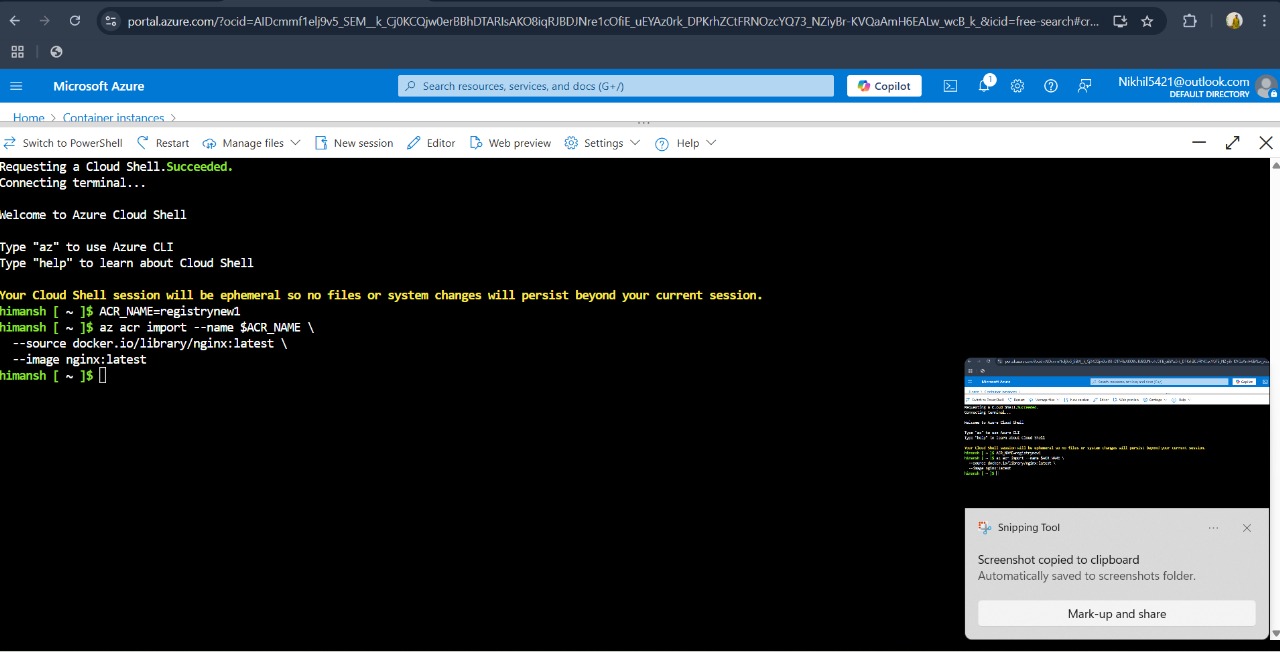 portal.azure.com/?ocid=AIDcmmf1elj9v5_SEM__k_Gj0KCQjw0erBBhDTARIsAKO8iqRJBDJNre1cOfiE_uEYAz0rk_DPKrhZCtFRNOzcYQ73_NZiyBr-KVQaAmH6EALw_wcB_k_&icid=free-search#cr...
Microsoft Azure
Search resources, services, and docs (G+/)
Copilot
1
Nikhil5421@outlook.com
DEFAULT DIRECTORY
Home > Container instances >
Switch to PowerShell Restart Manage files New session Editor Web preview Settings Help
Requesting a Cloud Shell.Succeeded.
Connecting terminal...
Welcome to Azure Cloud Shell
Type "az" to use Azure CLI
Type "help" to learn about Cloud Shell
Your Cloud Shell session will be ephemeral so no files or system changes will persist beyond your current session.
himansh [ ~ ]$ ACR_NAME=registrynew1
himansh [ ~ ]$ az acr import --name $ACR_NAME \
--source docker.io/library/nginx:latest \
--image nginx:latest
himansh [ ~ ]$
Snipping Tool
Screenshot copied to clipboard
Automatically saved to screenshots folder.
Mark-up and share